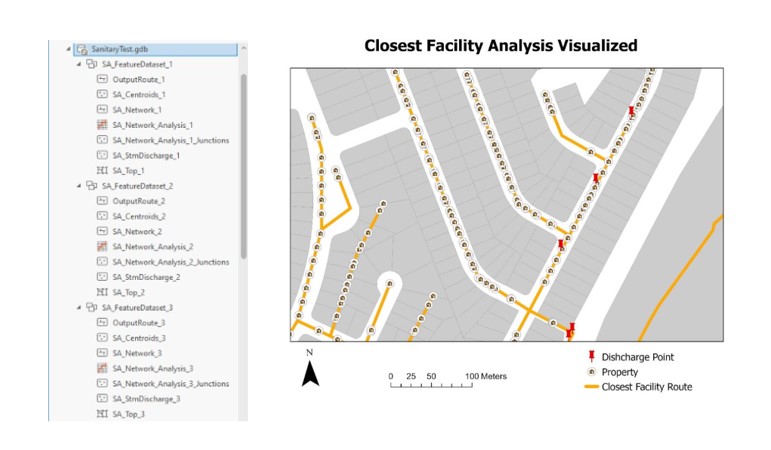 SanitaryTest.gdb
SA_FeatureDataset_1
OutputRoute_1
SA_Centroids_1
SA_Network_1
SA_Network_Analysis_1
SA_Network_Analysis_1_Junctions
SA_StmDischarge_1
SA_Top_1
SA_FeatureDataset_2
OutputRoute_2
SA_Centroids_2
SA_Network_2
SA_Network_Analysis_2
SA_Network_Analysis_2_Junctions
SA_StmDischarge_2
SA_Top_2
SA_FeatureDataset_3
OutputRoute_3
SA_Centroids_3
SA_Network_3
SA_Network_Analysis_3
SA_Network_Analysis_3_Junctions
SA_StmDischarge_3
SA_Top_3
Closest Facility Analysis Visualized
N
0 25 50 100 Meters
Dishcharge Point
Property
Closest Facility Route